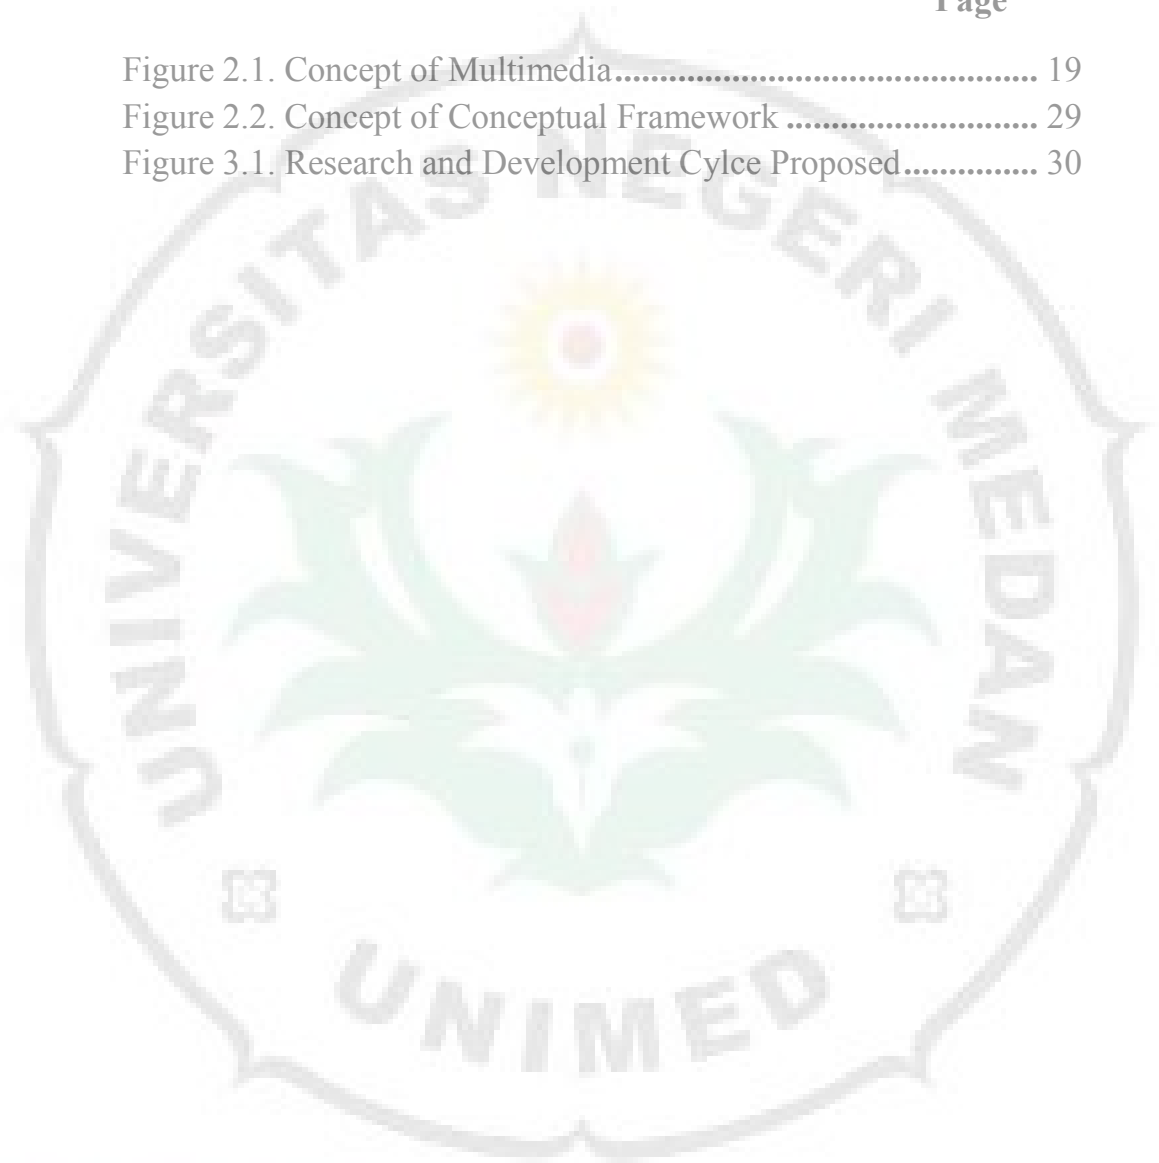 Page
Figure 2.1. Concept of Multimedia............................................... 19
Figure 2.2. Concept of Conceptual Framework ............................ 29
Figure 3.1. Research and Development Cylce Proposed............... 30
UNIVERSITAS NEGERI MEDAN
UNIMED